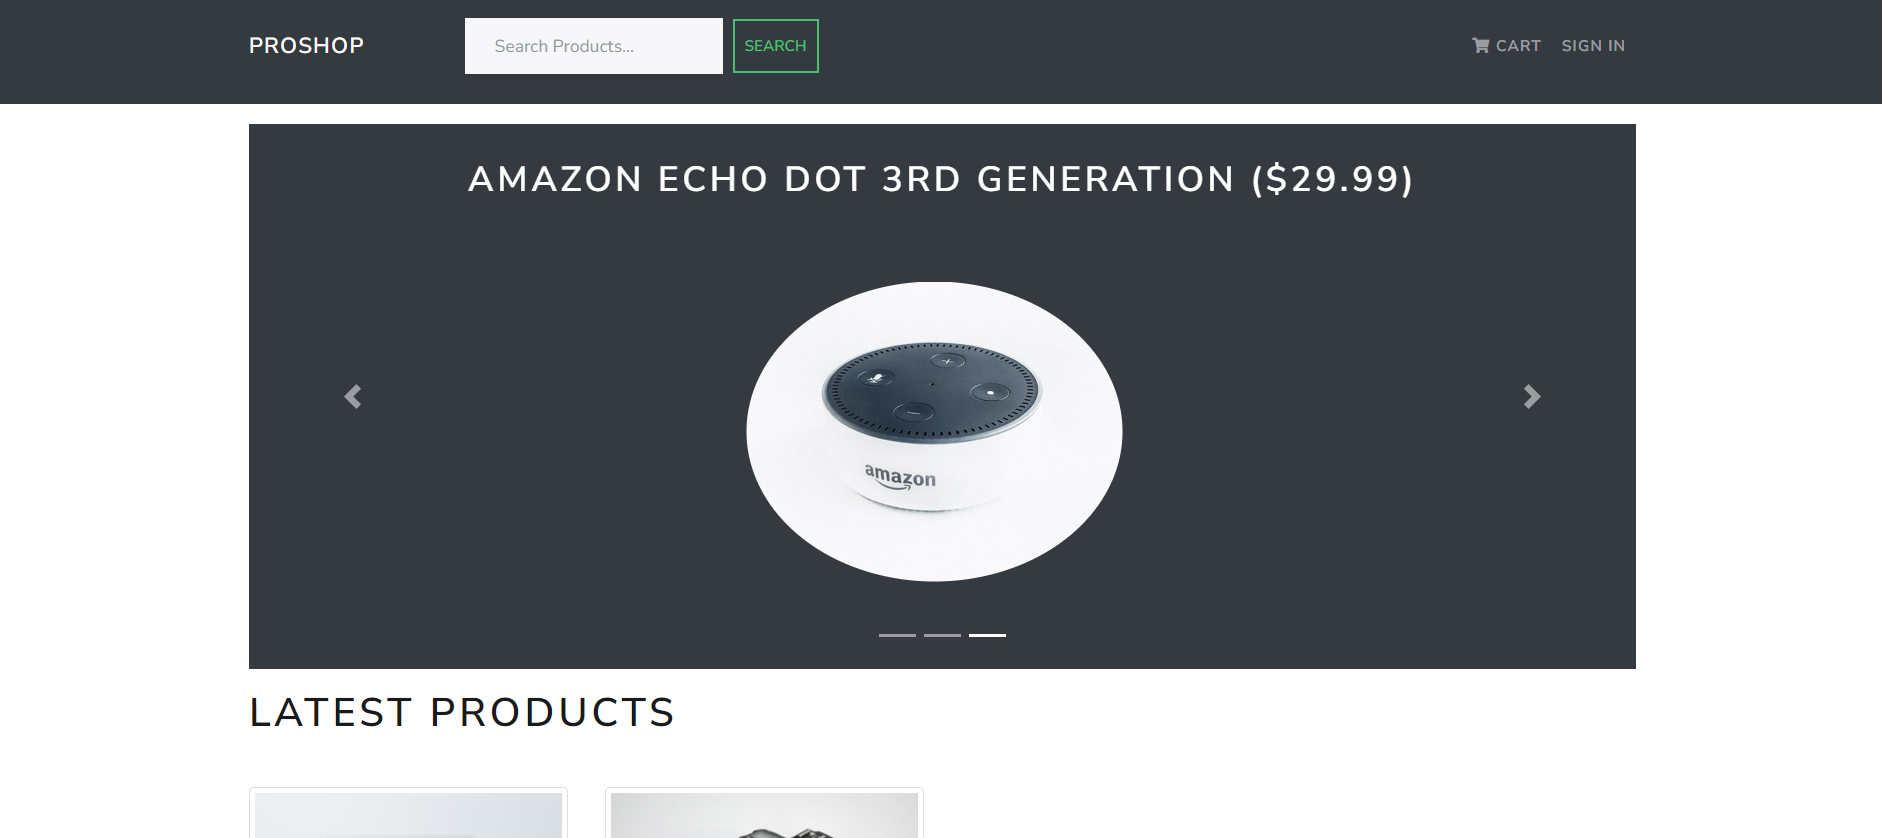 PROSHOP
Search Products...
SEARCH
CART
SIGN IN
AMAZON ECHO DOT 3RD GENERATION ($29.99)
amazon
LATEST PRODUCTS